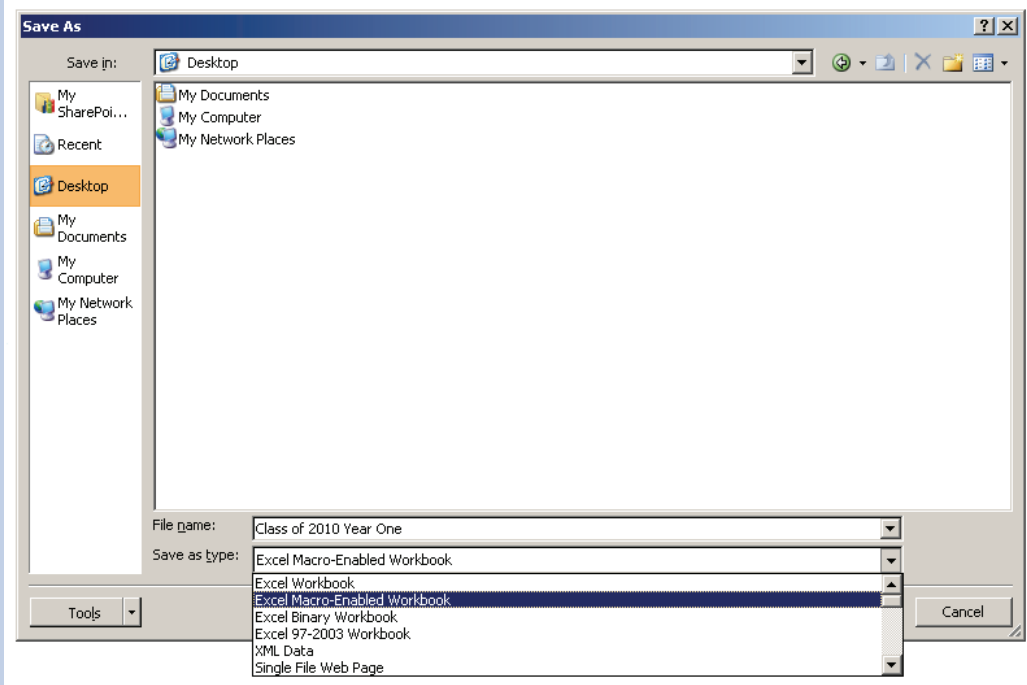 Save As
Save in:
Desktop
My
SharePoi...
Recent
Desktop
My
Documents
My
Computer
My Network
Places
My Documents
My Computer
My Network Places
File name:
Class of 2010 Year One
Save as type:
Excel Macro-Enabled Workbook
Excel Workbook
Excel Macro-Enabled Workbook
Excel Binary Workbook
Excel 97-2003 Workbook
XML Data
Single File Web Page
Tools
Cancel